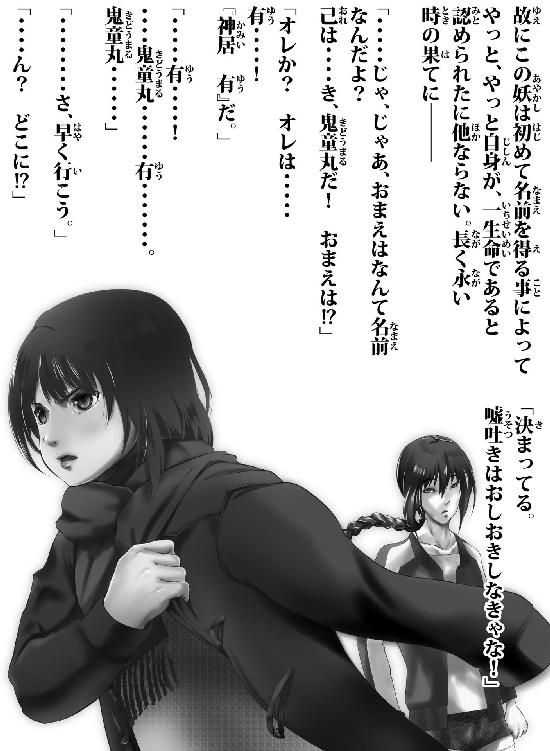 故にこの妖は初めて名前を得る事によって
やっと、やっと自身が、一生命であると
認められたに他ならない。長く永い
時の果てに――
「‥‥じゃ、じゃあ、おまえはなんて名前
なんだよ？
己は‥‥き、鬼童丸だ！　おまえは!?」
「オレか？　オレは‥‥
有‥‥！
『神居　有』だ。」
「‥‥有‥‥！
‥‥鬼童丸‥‥有‥‥‥。
鬼童丸‥‥‥」
「‥‥‥さ、早く行こう。」
「‥‥ん？　どこに!?」
「決まってる。
嘘吐きはおしおきしなきゃな！」